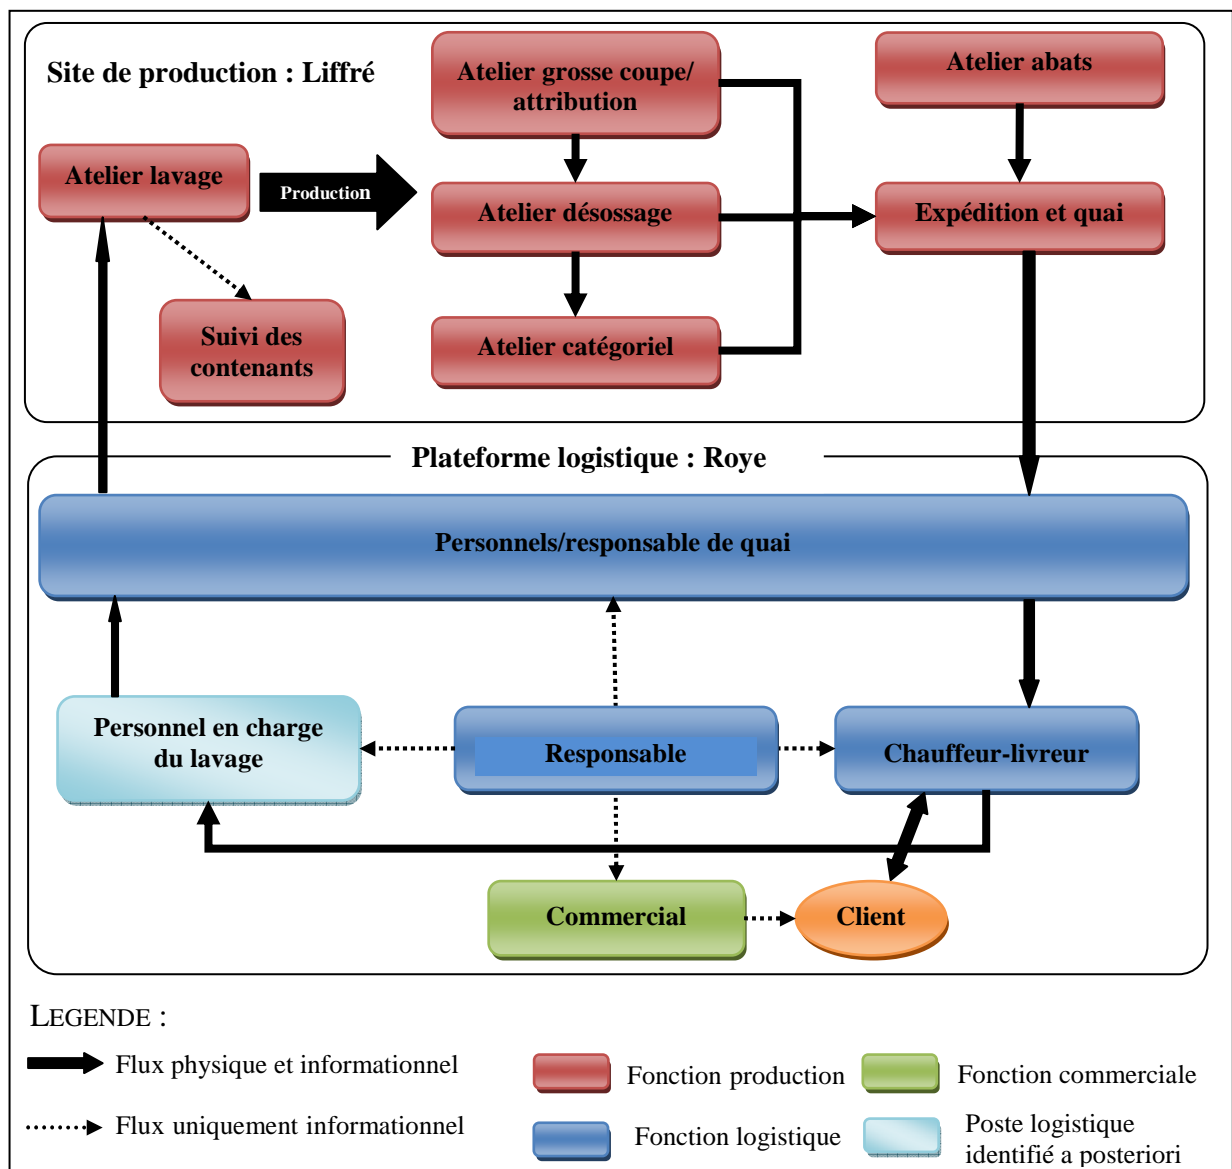 Site de production : Liffré
Atelier grosse coupe/
attribution
Atelier abats
Atelier lavage
Production
Atelier désossage
Expédition et quai
Suivi des
contenants
Atelier catégoriel
Plateforme logistique : Roye
Personnels/responsable de quai
Personnel en charge
du lavage
Responsable
Chauffeur-livreur
Commercial
Client
LEGENDE :
Flux physique et informationnel
Fonction production
Fonction commerciale
Flux uniquement informationnel
Fonction logistique
Poste logistique
identifié a posteriori